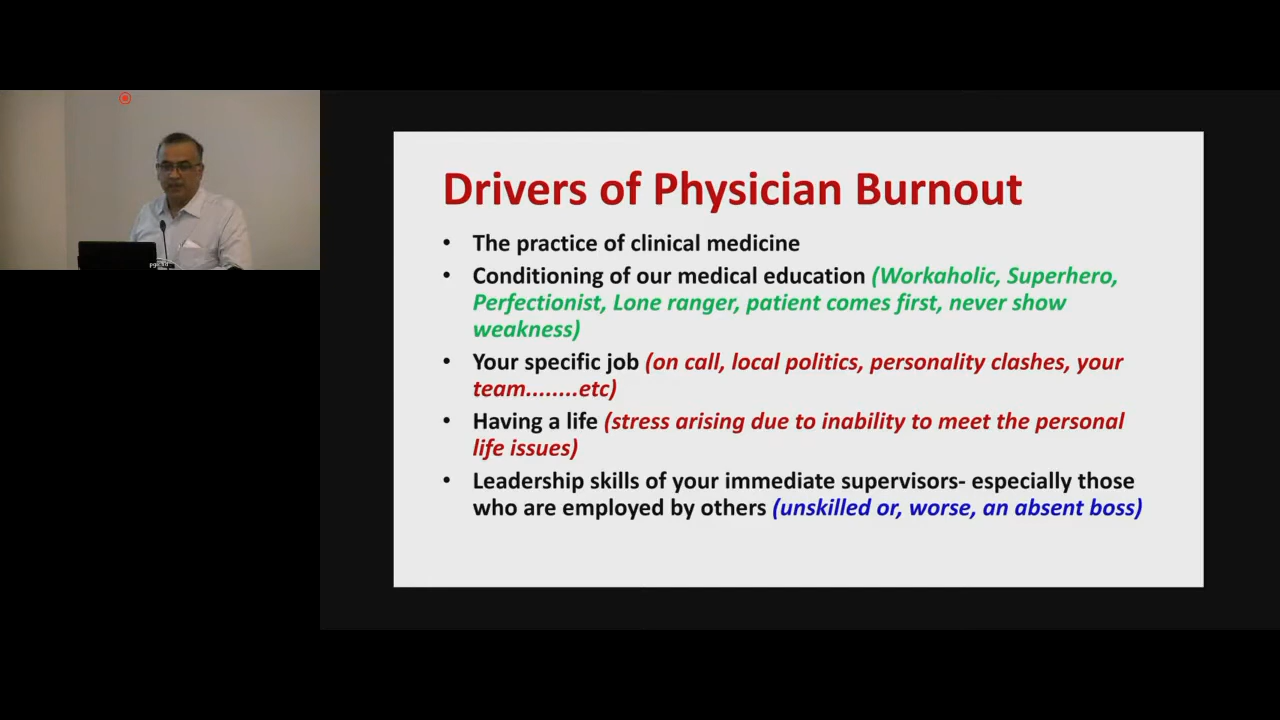 Drivers of Physician Burnout
• The practice of clinical medicine
• Conditioning of our medical education (Workaholic, Superhero,
Perfectionist, Lone ranger, patient comes first, never show
weakness)
• Your specific job (on call, local politics, personality clashes, your
team........etc)
• Having a life (stress arising due to inability to meet the personal
life issues)
• Leadership skills of your immediate supervisors- especially those
who are employed by others (unskilled or, worse, an absent boss)